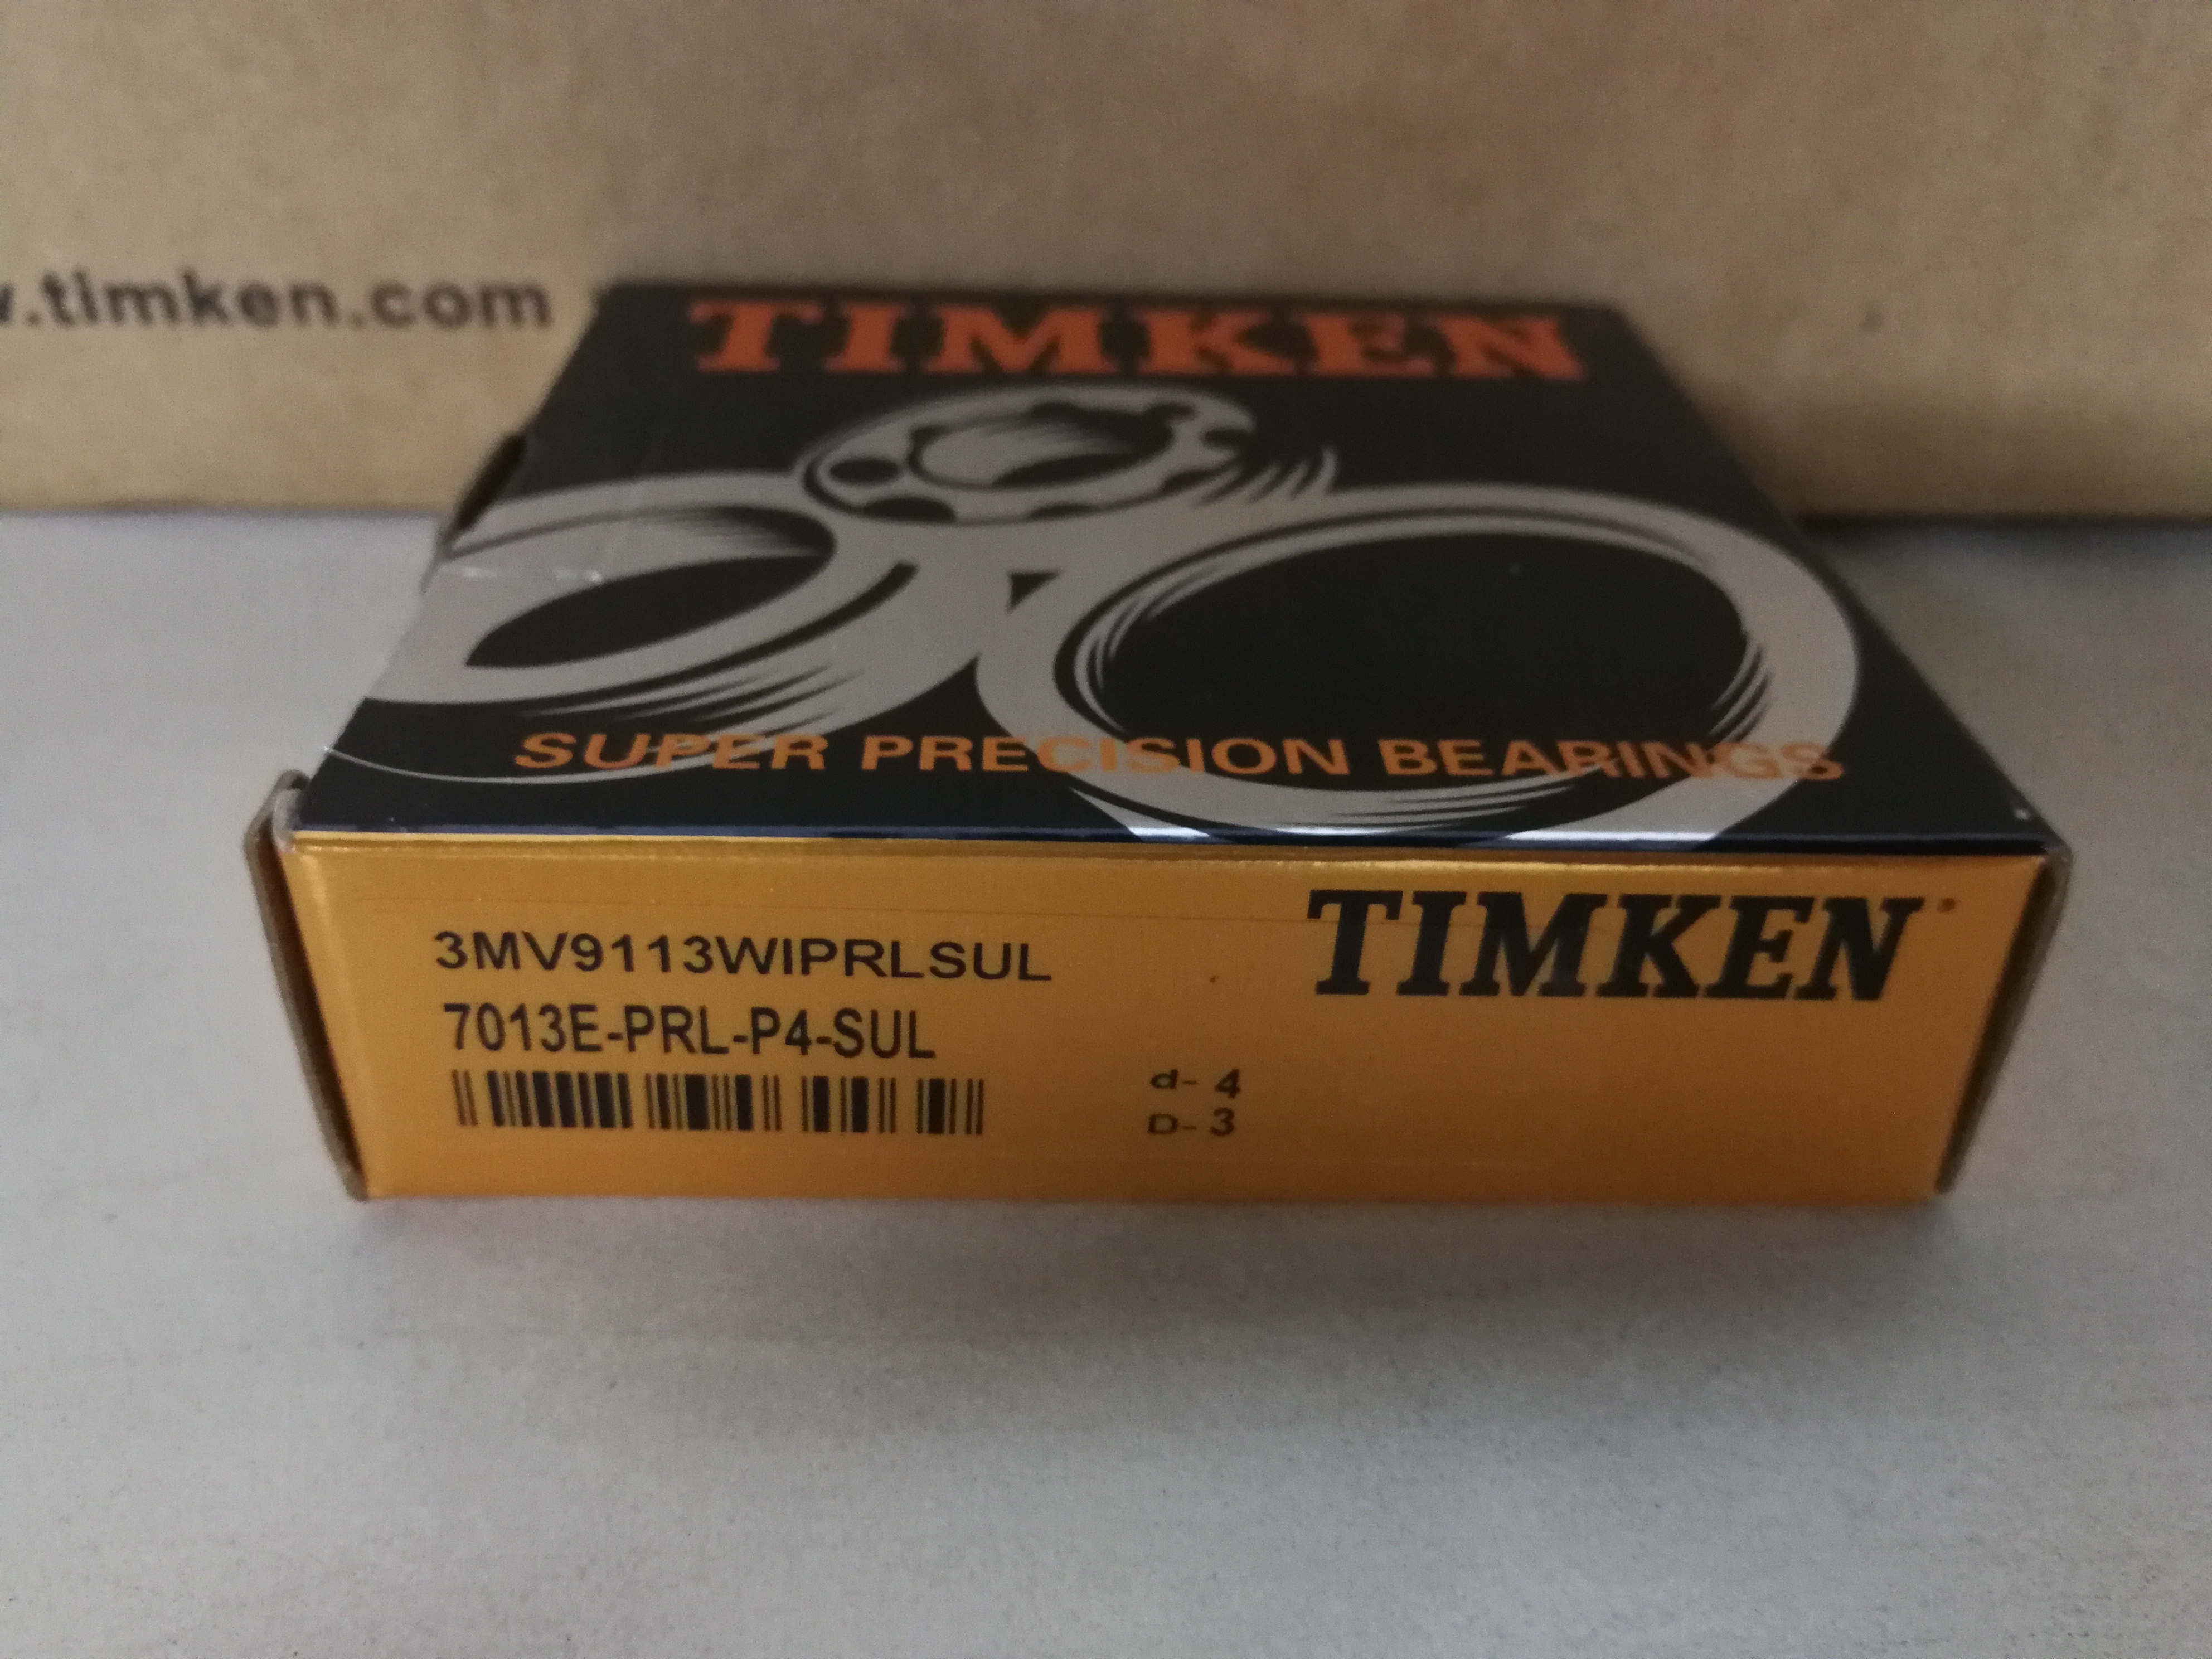 .timken.com
TIMKEN
SUPER PRECISION BEARINGS
TIMKEN
3MV9113WIPRLSUL
7013E-PRL-P4-SUL
d- 4
D- 3